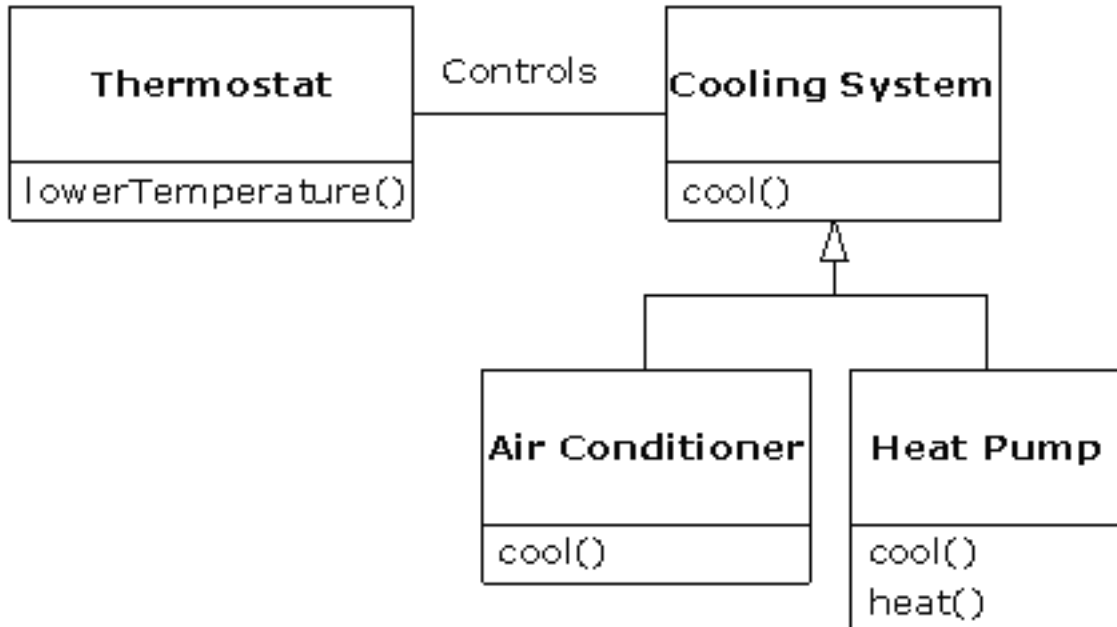 Thermostat
lowerTemperature()
Controls
Cooling System
cool()
Air Conditioner
cool()
Heat Pump
cool()
heat()